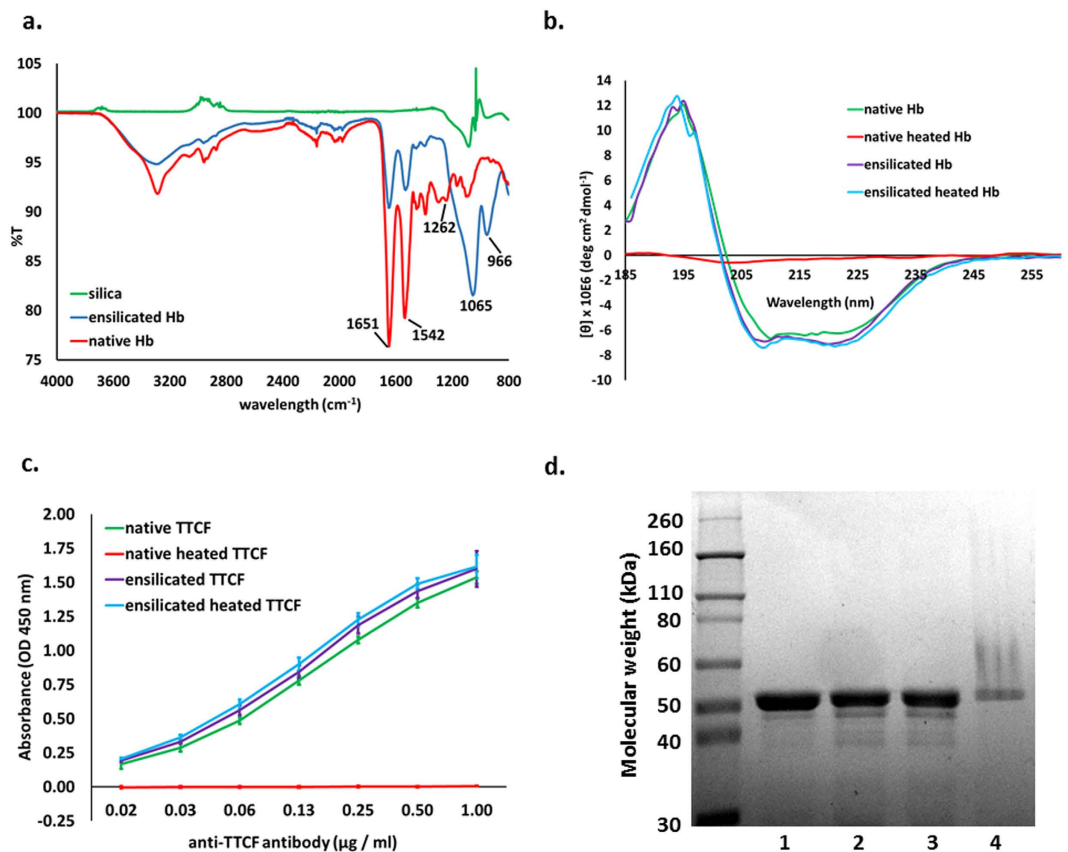 a.
105
100
95
90
85
80
75
%T
silica
ensilicated Hb
native Hb
1651
1542
1262
1065
966
4000 3600 3200 2800 2400 2000 1600 1200 800
wavelength (cm⁻¹)
b.
14
12
10
8
6
4
2
0
-2
-4
-6
-8
-10
[θ] x 10E6 (deg cm² dmol⁻¹)
native Hb
native heated Hb
ensilicated Hb
ensilicated heated Hb
185 195 205 215 225 235 245 255
Wavelength (nm)
c.
2.00
1.75
1.50
1.25
1.00
0.75
0.50
0.25
0.00
-0.25
Absorbance (OD 450 nm)
native TTCF
native heated TTCF
ensilicated TTCF
ensilicated heated TTCF
0.02 0.03 0.06 0.13 0.25 0.50 1.00
anti-TTCF antibody (µg / ml)
d.
Molecular weight (kDa)
260
160
110
80
60
50
40
30
1 2 3 4